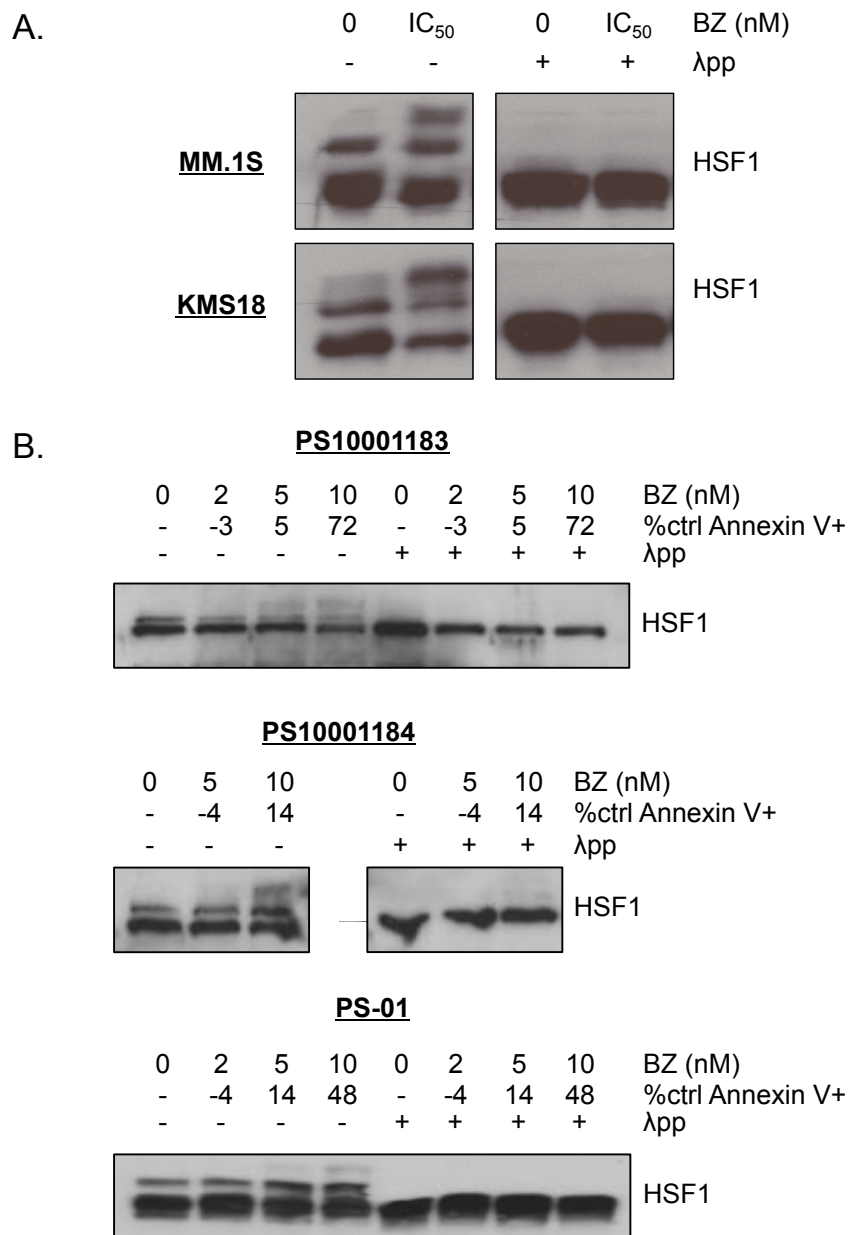 A.
0 IC50 0 IC50 BZ (nM)
- - + + λpp
MM.1S HSF1
KMS18 HSF1
B.
PS10001183
0 2 5 10 0 2 5 10 BZ (nM)
- -3 5 72 - -3 5 72 %ctrl Annexin V+
- - - - + + + + λpp
HSF1
PS10001184
0 5 10 0 5 10 BZ (nM)
- -4 14 - -4 14 %ctrl Annexin V+
- - - + + + λpp
HSF1
PS-01
0 2 5 10 0 2 5 10 BZ (nM)
- -4 14 48 - -4 14 48 %ctrl Annexin V+
- - - - + + + + λpp
HSF1